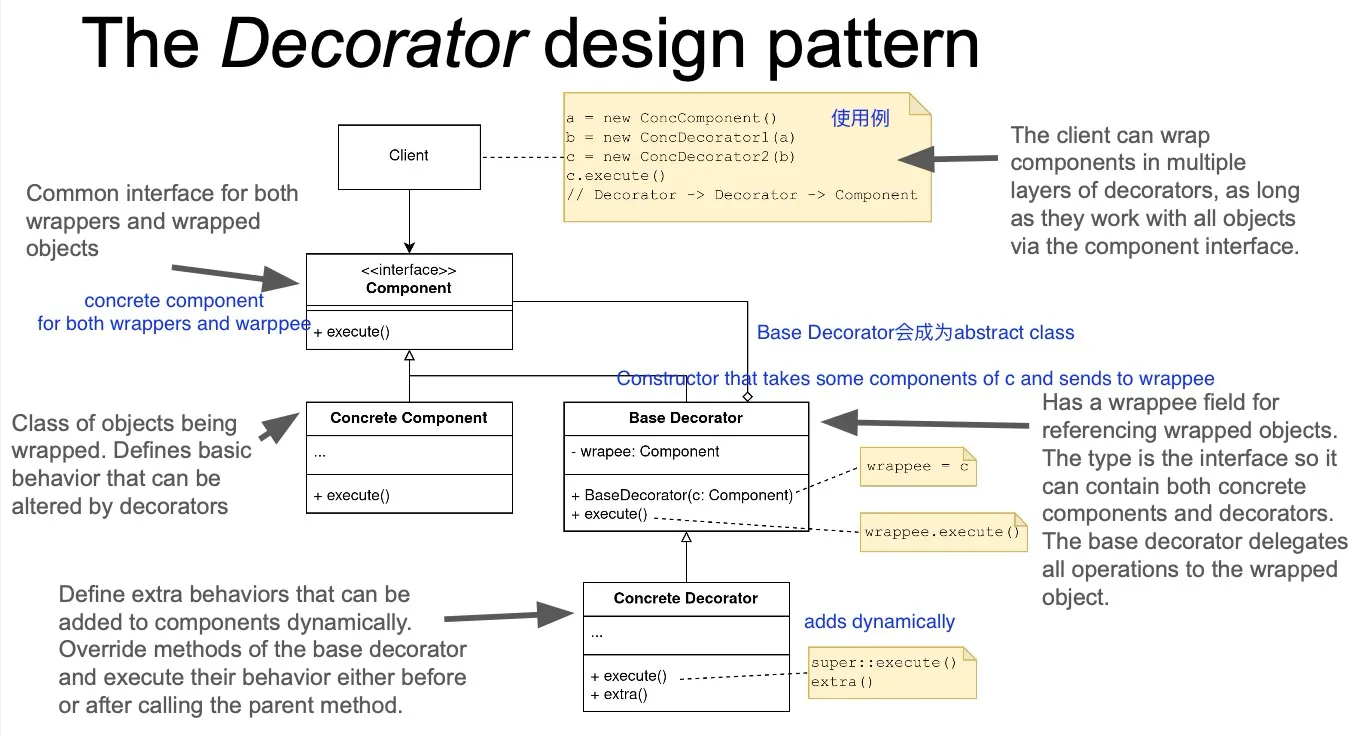 The Decorator design pattern
Client
a = new ConcComponent()
b = new ConcDecorator1(a)
c = new ConcDecorator2(b)
c.execute()
// Decorator -> Decorator -> Component
使用例
The client can wrap
components in multiple
layers of decorators, as long
as they work with all objects
via the component interface.
Common interface for both
wrappers and wrapped
objects
concrete component
for both wrappers and warppee
<<interface>>
Component
+ execute()
Base Decorator会成为abstract class
Constructor that takes some components of c and sends to wrappee
Class of objects being
wrapped. Defines basic
behavior that can be
altered by decorators
Concrete Component
...
+ execute()
Base Decorator
- wrapee: Component
+ BaseDecorator(c: Component)
+ execute()
wrappee = c
wrappee.execute()
Has a wrappee field for
referencing wrapped objects.
The type is the interface so it
can contain both concrete
components and decorators.
The base decorator delegates
all operations to the wrapped
object.
Define extra behaviors that can be
added to components dynamically.
Override methods of the base decorator
and execute their behavior either before
or after calling the parent method.
Concrete Decorator
...
+ execute()
+ extra()
adds dynamically
super::execute()
extra()